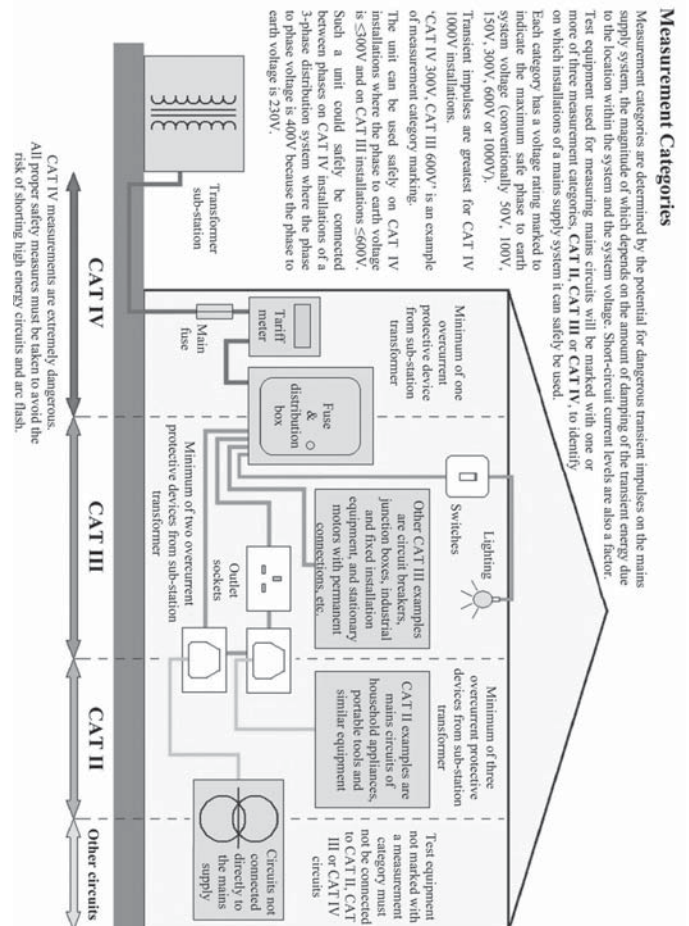 Measurement Categories
Measurement categories are determined by the potential for dangerous transient impulses on the mains
supply system, the magnitude of which depends on the amount of damping of the transient energy due
to the location within the system and the system voltage. Short-circuit current levels are also a factor.
Test equipment used for measuring mains circuits will be marked with one or
more of three measurement categories, CAT II, CAT III or CAT IV, to identify
on which installations of a mains supply system it can safely be used.
Each category has a voltage rating marked to
indicate the maximum safe phase to earth
system voltage (conventionally 50V, 100V,
150V, 300V, 600V or 1000V).
Transient impulses are greatest for CAT IV
1000V installations.
'CAT IV 300V, CAT III 600V' is an example
of measurement category marking.
The unit can be used safely on CAT IV
installations where the phase to earth voltage
is ≤300V and on CAT III installations ≤600V.
Such a unit could safely be connected
between phases on CAT IV installations of a
3-phase distribution system where the phase
to phase voltage is 400V because the phase to
earth voltage is 230V.
Transformer
sub-station
Minimum of one
overcurrent
protective device
from sub-station
transformer
Tariff
meter
Main
fuse
Fuse
&
distribution
box
Switches
Lighting
Other CAT III examples
are circuit breakers,
junction boxes, industrial
and fixed installation
equipment, and stationary
motors with permanent
connections, etc.
Outlet
sockets
Minimum of two overcurrent
protective devices from sub-station
transformer
Minimum of three
overcurrent protective
devices from sub-station
transformer
CAT II examples are
mains circuits of
household appliances,
portable tools and
similar equipment
Test equipment
not marked with
a measurement
category must
not be connected
to CAT II, CAT
III or CAT IV
circuits
Circuits not
connected
directly to
the mains
supply
CAT IV
CAT III
CAT II
Other circuits
CAT IV measurements are extremely dangerous.
All proper safety measures must be taken to avoid the
risk of shorting high energy circuits and arc flash.